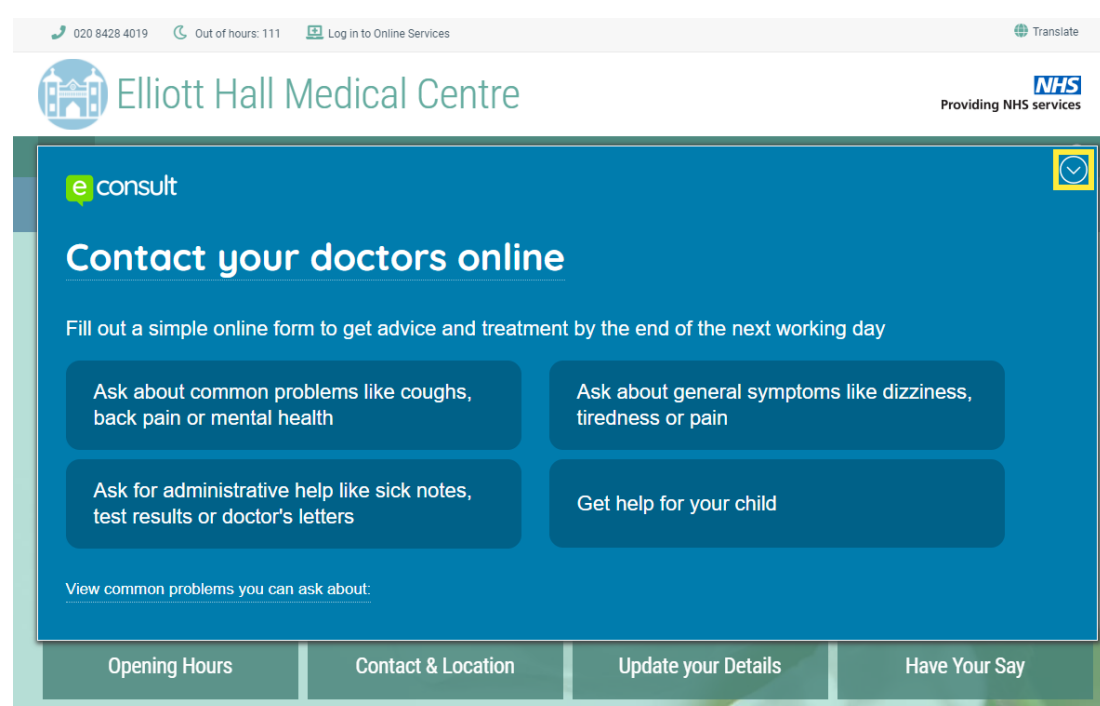 020 8428 4019 Out of hours: 111 Log in to Online Services Translate
Elliott Hall Medical Centre
NHS
Providing NHS services
e consult
Contact your doctors online
Fill out a simple online form to get advice and treatment by the end of the next working day
Ask about common problems like coughs,
back pain or mental health
Ask about general symptoms like dizziness,
tiredness or pain
Ask for administrative help like sick notes,
test results or doctor's letters
Get help for your child
View common problems you can ask about:
Opening Hours Contact & Location Update your Details Have Your Say